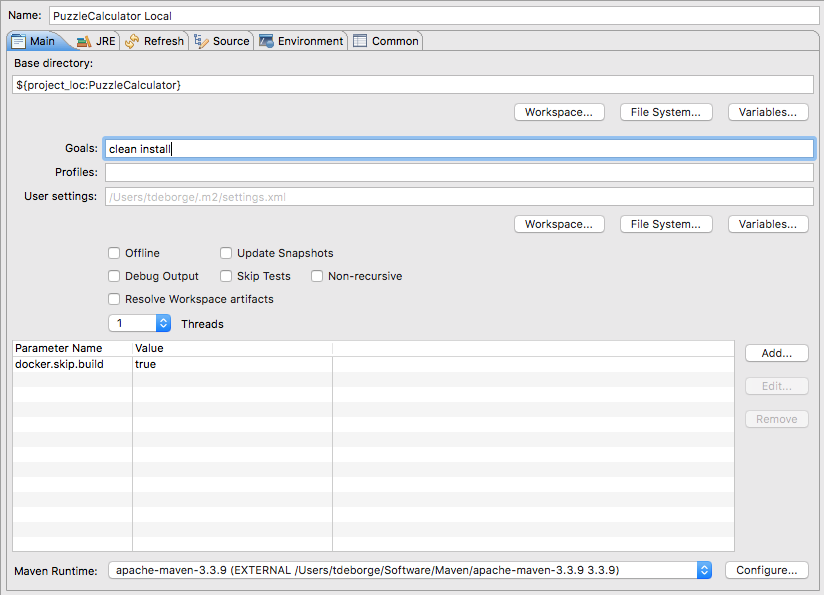 Name: PuzzleCalculator Local
Main JRE Refresh Source Environment Common
Base directory:
${project_loc:PuzzleCalculator}
Workspace... File System... Variables...
Goals: clean install
Profiles:
User settings: /Users/tdeborge/.m2/settings.xml
Workspace... File System... Variables...
Offline Update Snapshots
Debug Output Skip Tests Non-recursive
Resolve Workspace artifacts
1 Threads
Parameter Name Value
Add...
docker.skip.build true
Edit...
Remove
Maven Runtime: apache-maven-3.3.9 (EXTERNAL /Users/tdeborge/Software/Maven/apache-maven-3.3.9 3.3.9) Configure...